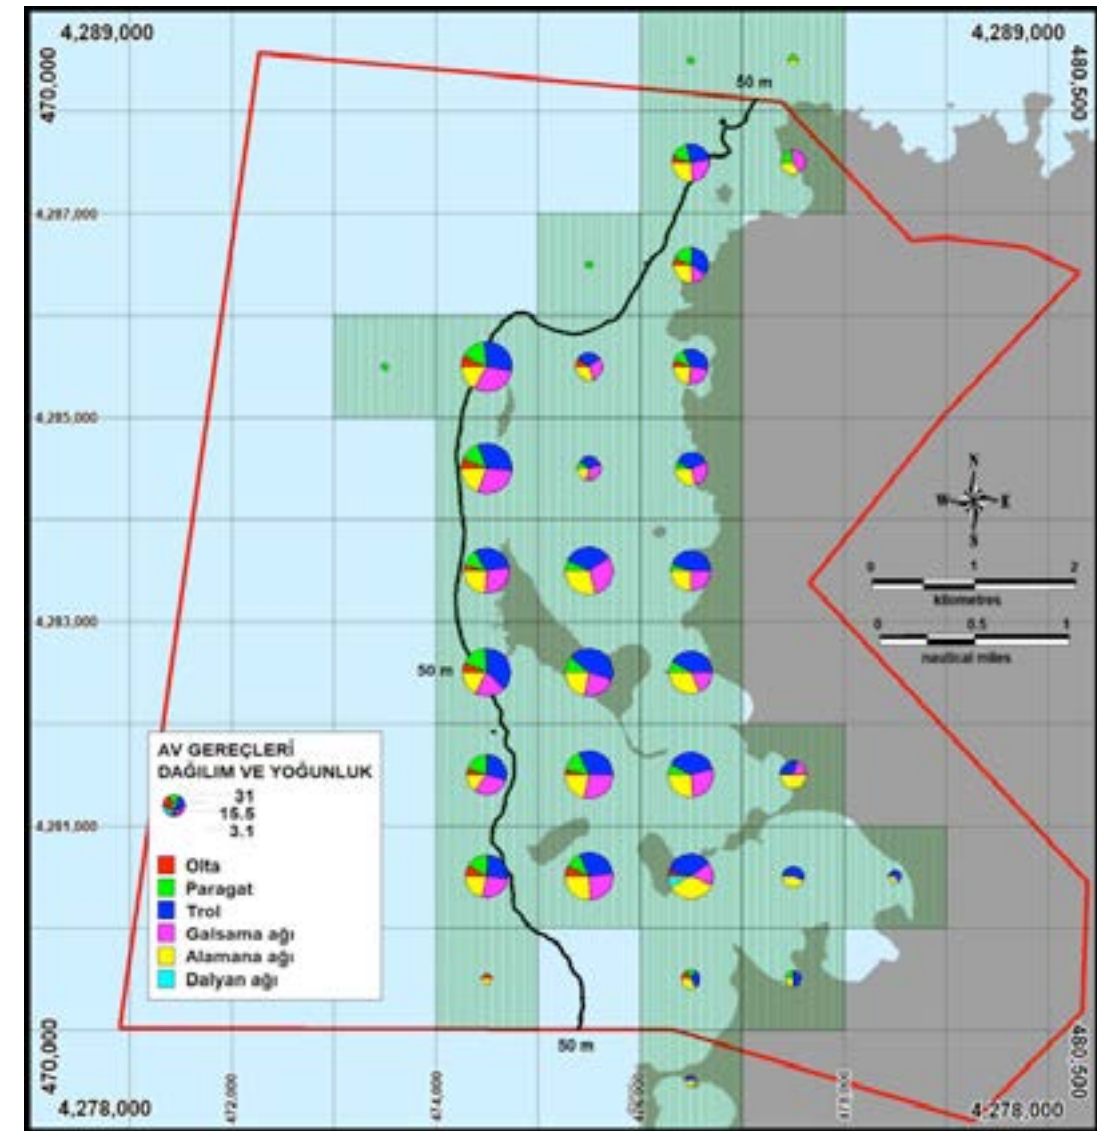 4,289,000
4,289,000
470,000
480,500
50 m
4,287,000
4,285,000
N
W E
S
0 1 2
kilometres
4,283,000
0 0.5 1
nautical miles
50 m
AV GEREÇLERİ
DAĞILIM VE YOĞUNLUK
31
15.5
3.1
4,281,000
Olta
Paragat
Trol
Galsama ağı
Alamana ağı
Dalyan ağı
50 m
470,000
472,000
474,000
476,000
478,000
480,500
4,278,000
4,278,000